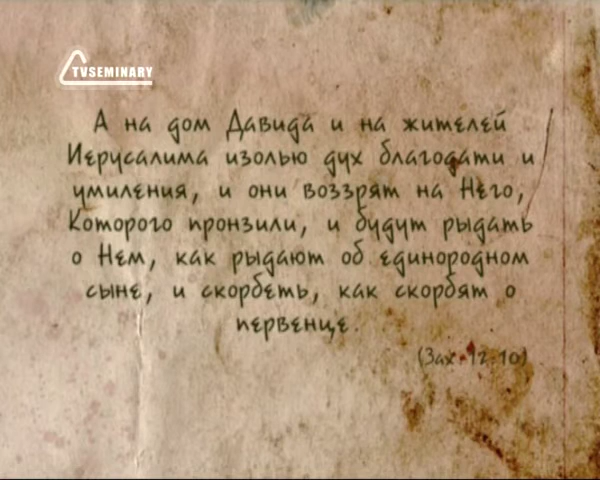 TVSEMINARY
А на дом Давида и на жителей
Иерусалима изолью дух благодати и
умиления, и они воззрят на Него,
Которого пронзили, и будут рыдать
о Нем, как рыдают об единородном
сыне, и скорбеть, как скорбят о
первенце.
(Зах. 12:10)